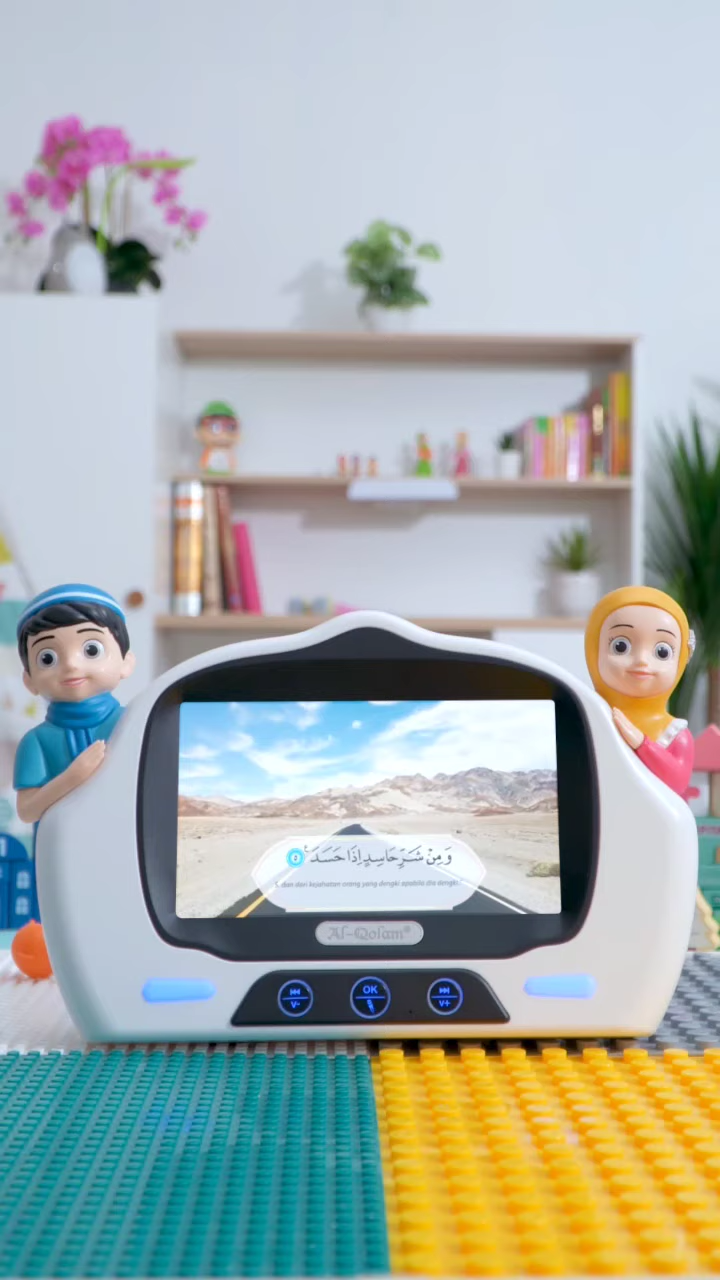 وَمِنْ شَرِّ حَاسِدٍ اِذَا حَسَدَ
5. dan dari kejahatan orang yang dengki apabila dia dengki."
Al-Qolam®
V-
OK
V+